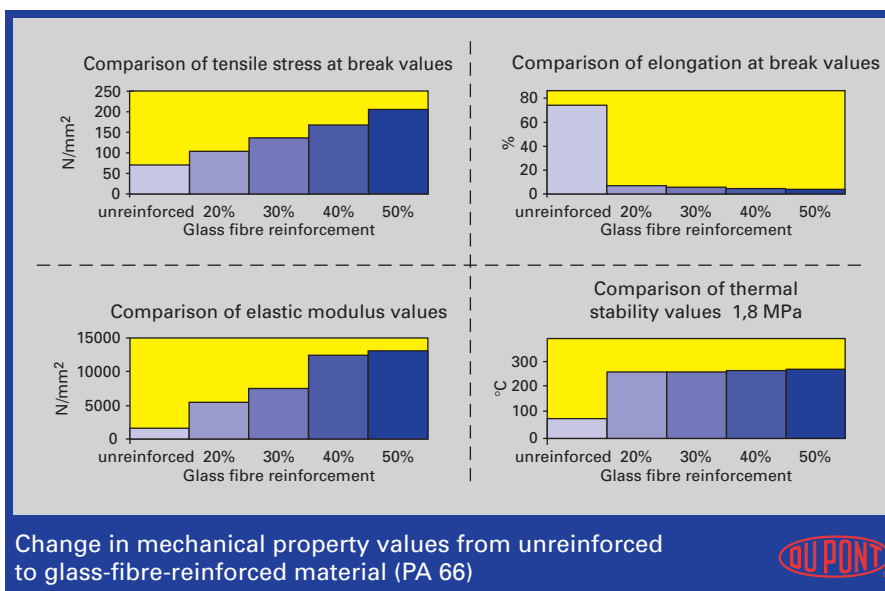 Comparison of tensile stress at break values
N/mm²
250
200
150
100
50
0
unreinforced 20% 30% 40% 50%
Glass fibre reinforcement
Comparison of elongation at break values
%
80
60
40
20
0
unreinforced 20% 30% 40% 50%
Glass fibre reinforcement
Comparison of elastic modulus values
N/mm²
15000
10000
5000
0
unreinforced 20% 30% 40% 50%
Glass fibre reinforcement
Comparison of thermal
stability values 1,8 MPa
°C
300
200
100
0
unreinforced 20% 30% 40% 50%
Glass fibre reinforcement
Change in mechanical property values from unreinforced
to glass-fibre-reinforced material (PA 66)
DU PONT